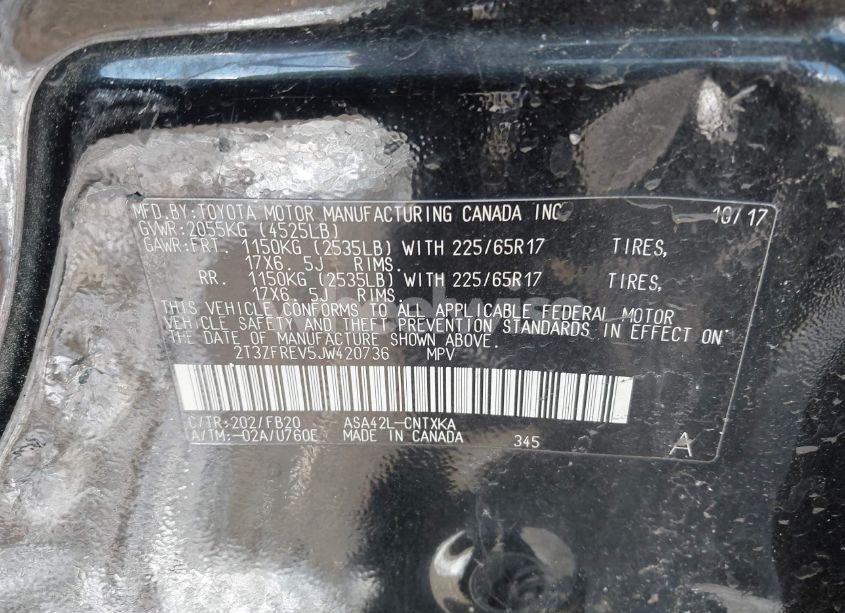 MFD.BY:TOYOTA MOTOR MANUFACTURING CANADA INC. 10/17
GVWR:2055KG (4525LB)
GAWR:FRT. 1150KG (2535LB) WITH 225/65R17 TIRES,
17X6.5J RIMS.
RR. 1150KG (2535LB) WITH 225/65R17 TIRES,
17X6.5J RIMS.
THIS VEHICLE CONFORMS TO ALL APPLICABLE FEDERAL MOTOR
VEHICLE SAFETY AND THEFT PREVENTION STANDARDS IN EFFECT ON
THE DATE OF MANUFACTURE SHOWN ABOVE.
2T3ZFREV5JW420736 MPV
C/TR:202/FB20 ASA42L-CNTXKA
A/TM:-02A/U760E MADE IN CANADA 345 A